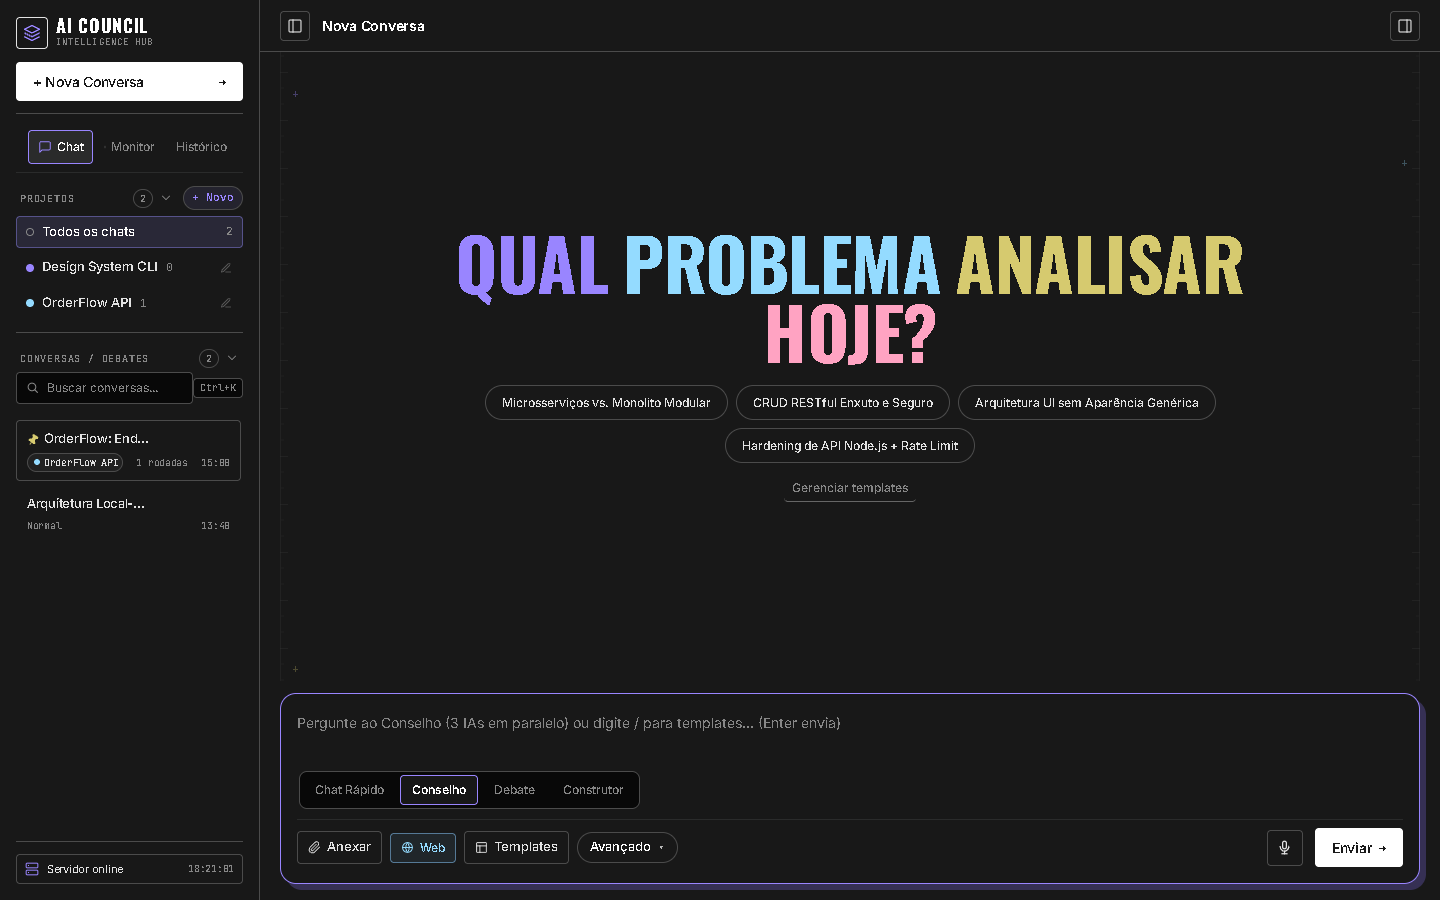 AI COUNCIL
INTELLIGENCE HUB
+ Nova Conversa →
Chat
Monitor
Histórico
PROJETOS 2 + Novo
Todos os chats 2
Design System CLI 0
OrderFlow API 1
CONVERSAS / DEBATES 2
Buscar conversas... Ctrl+K
OrderFlow: End...
OrderFlow API 1 rodadas 15:00
Arquitetura Local-...
Normal 13:40
Servidor online 18:21:01
Nova Conversa
QUAL PROBLEMA ANALISAR
HOJE?
Microsserviços vs. Monolito Modular
CRUD RESTful Enxuto e Seguro
Arquitetura UI sem Aparência Genérica
Hardening de API Node.js + Rate Limit
Gerenciar templates
Pergunte ao Conselho (3 IAs em paralelo) ou digite / para templates... (Enter envia)
Chat Rápido
Conselho
Debate
Construtor
Anexar
Web
Templates
Avançado
Enviar →